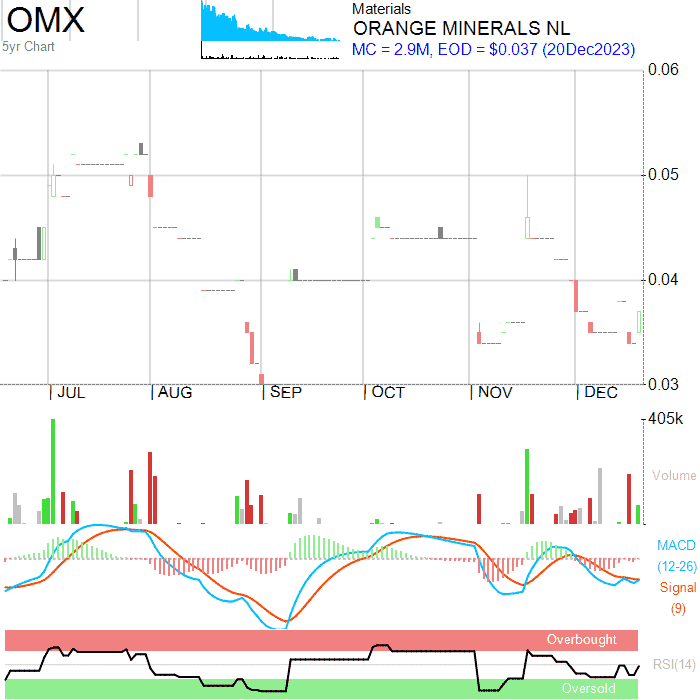 OMX
5yr Chart
Materials
ORANGE MINERALS NL
MC = 2.9M, EOD = $0.037 (20Dec2023)
0.06
0.05
0.04
0.03
JUL AUG SEP OCT NOV DEC
405k
Volume
MACD
(12-26)
Signal
(9)
Overbought
RSI(14)
Oversold